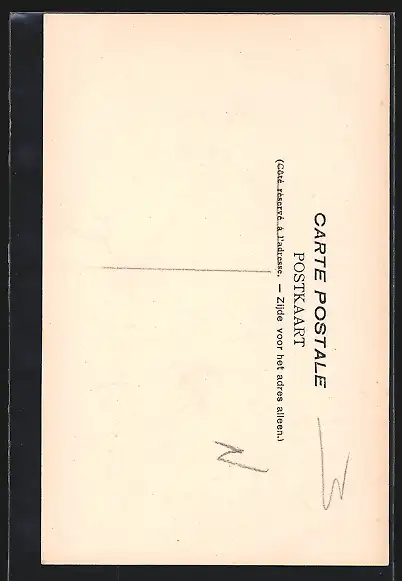 CARTE POSTALE
POSTKAART
(Côté réservé à l'adresse. — Zijde voor het adres alleen.)